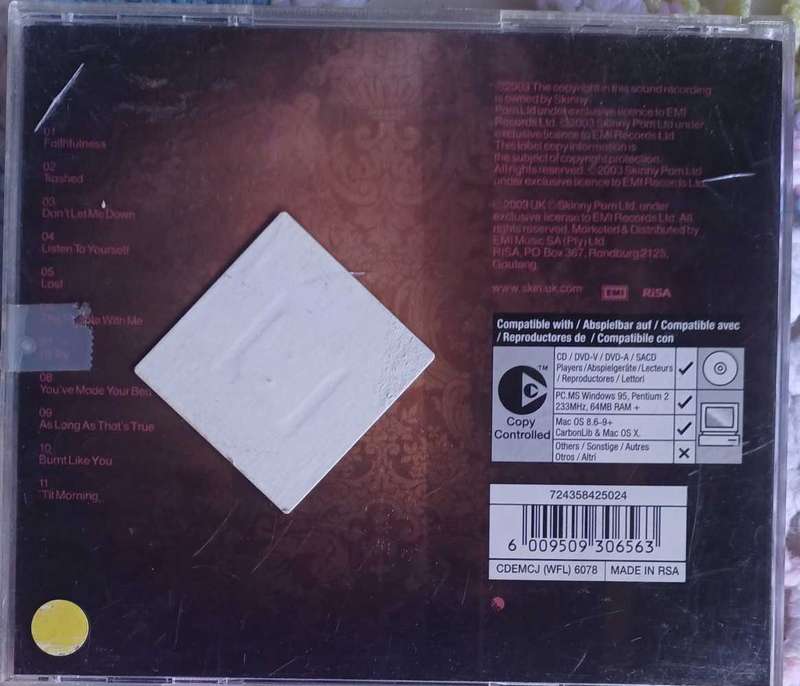 01
Faithfulness
02
Trashed
03
Don't Let Me Down
04
Listen To Yourself
05
Lost
With Me
08
You've Made Your Bed
09
As Long As That's True
10
Burnt Like You
11
'Til Morning
℗2003 The copyright in this sound recording
is owned by Skinny
Pom Ltd under exclusive licence to EMI
Records Ltd. ©2003 Skinny Pom Ltd under
exclusive licence to EMI Records Ltd
This label copy information is
the subject of copyright protection.
All rights reserved. © 2003 Skinny Pom Ltd
under exclusive licence to EMI Records Ltd.
℗ 2003 UK © Skinny Pom Ltd. under
exclusive license to EMI Records Ltd. All
rights reserved. Marketed & Distributed by
EMI Music SA (Pty) Ltd
RISA, PO Box 367, Randburg 2125,
Gauteng
www.skin.uk.com EMI RiSA
Compatible with / Abspielbar auf / Compatible avec
/ Reproductores de / Compatibile con
CD / DVD-V / DVD-A / SACD
Players / Abspielgeräte / Lecteurs
/ Reproductores / Lettori
PC.MS Windows 95, Pentium 2
233MHz, 64MB RAM +
Mac OS 8.6-9+
CarbonLib & Mac OS X.
Others / Sonstige / Autres
Otros / Altri
C TM
Copy
Controlled
724358425024
6 009509 306563
CDEMCJ (WFL) 6078 MADE IN RSA